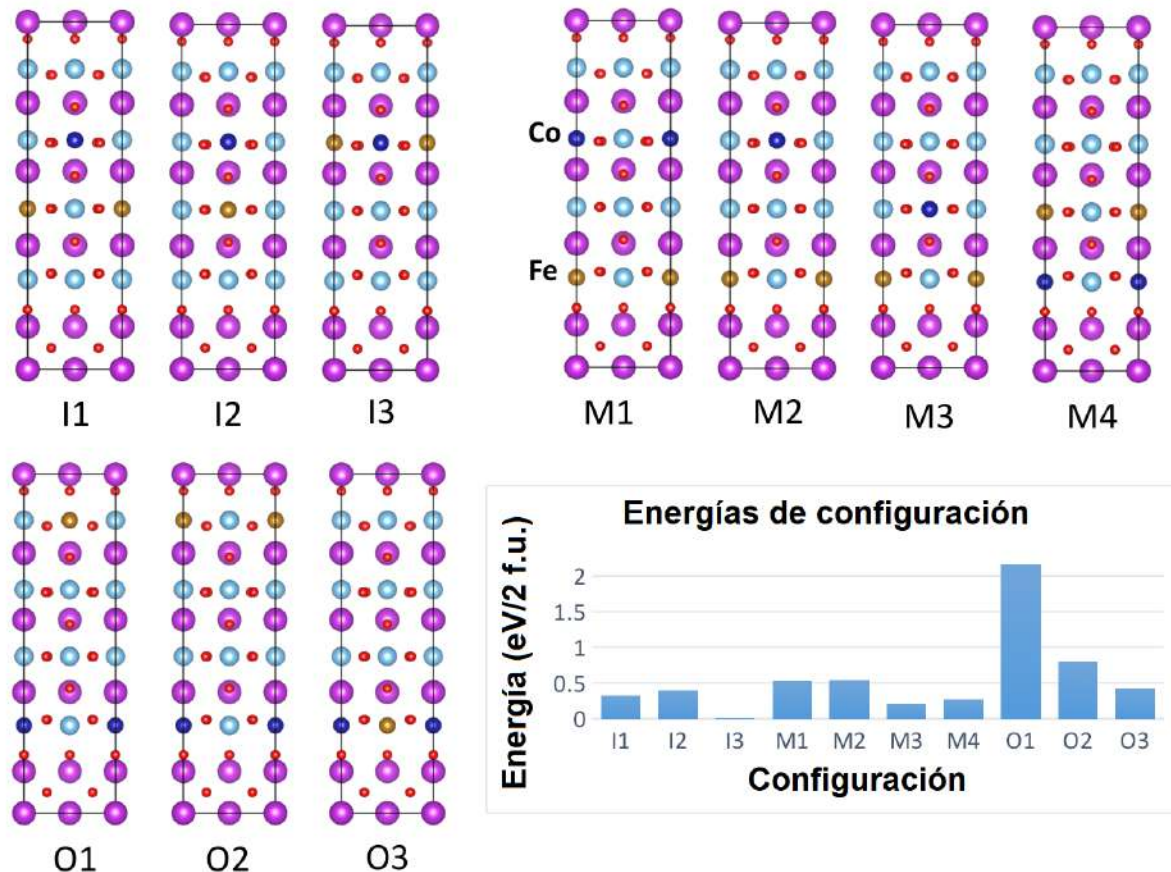 Co
Fe
I1 I2 I3 M1 M2 M3 M4
Energías de configuración
Energía (eV/2 f.u.)
2
1.5
1
0.5
0
I1 I2 I3 M1 M2 M3 M4 O1 O2 O3
Configuración
O1 O2 O3